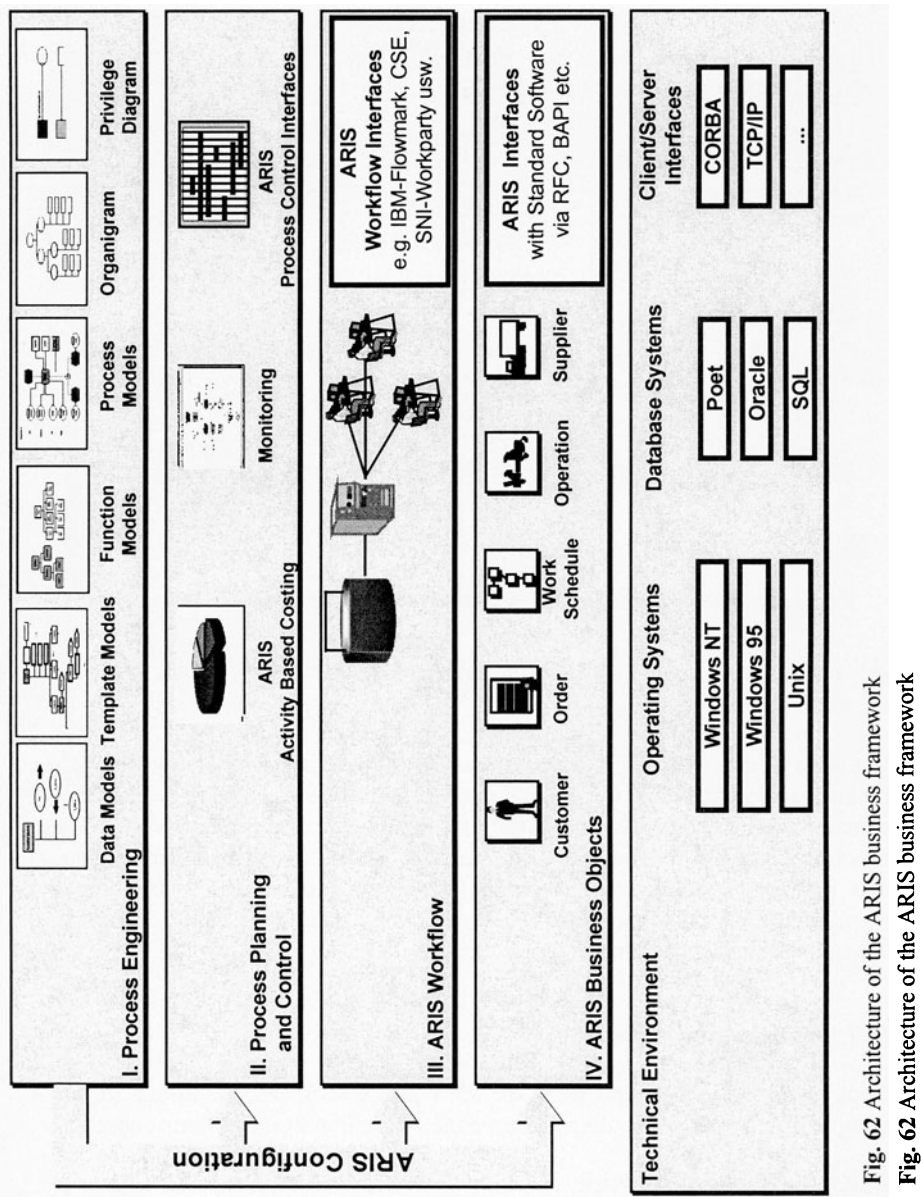 ARIS Configuration
Data Models
Template Models
Function
Models
Process
Models
Organigram
Privilege
Diagram
I. Process Engineering
ARIS
Activity Based Costing
Monitoring
ARIS
Process Control Interfaces
II. Process Planning
and Control
ARIS
Workflow Interfaces
e.g. IBM-Flowmark, CSE,
SNI-Workparty usw.
III. ARIS Workflow
Customer
Order
Work
Schedule
Operation
Supplier
ARIS Interfaces
with Standard Software
via RFC, BAPI etc.
IV. ARIS Business Objects
Technical Environment
Operating Systems
Windows NT
Windows 95
Unix
Database Systems
Poet
Oracle
SQL
Client/Server
Interfaces
CORBA
TCP/IP
...
Fig. 62 Architecture of the ARIS business framework
Fig. 62 Architecture of the ARIS business framework